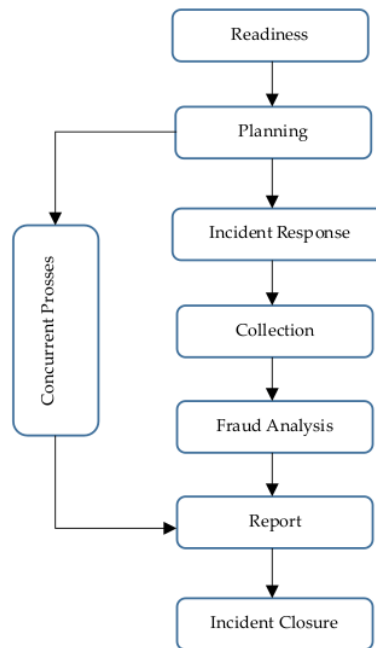 Readiness
Planning
Incident Response
Concurrent Prosses
Collection
Fraud Analysis
Report
Incident Closure